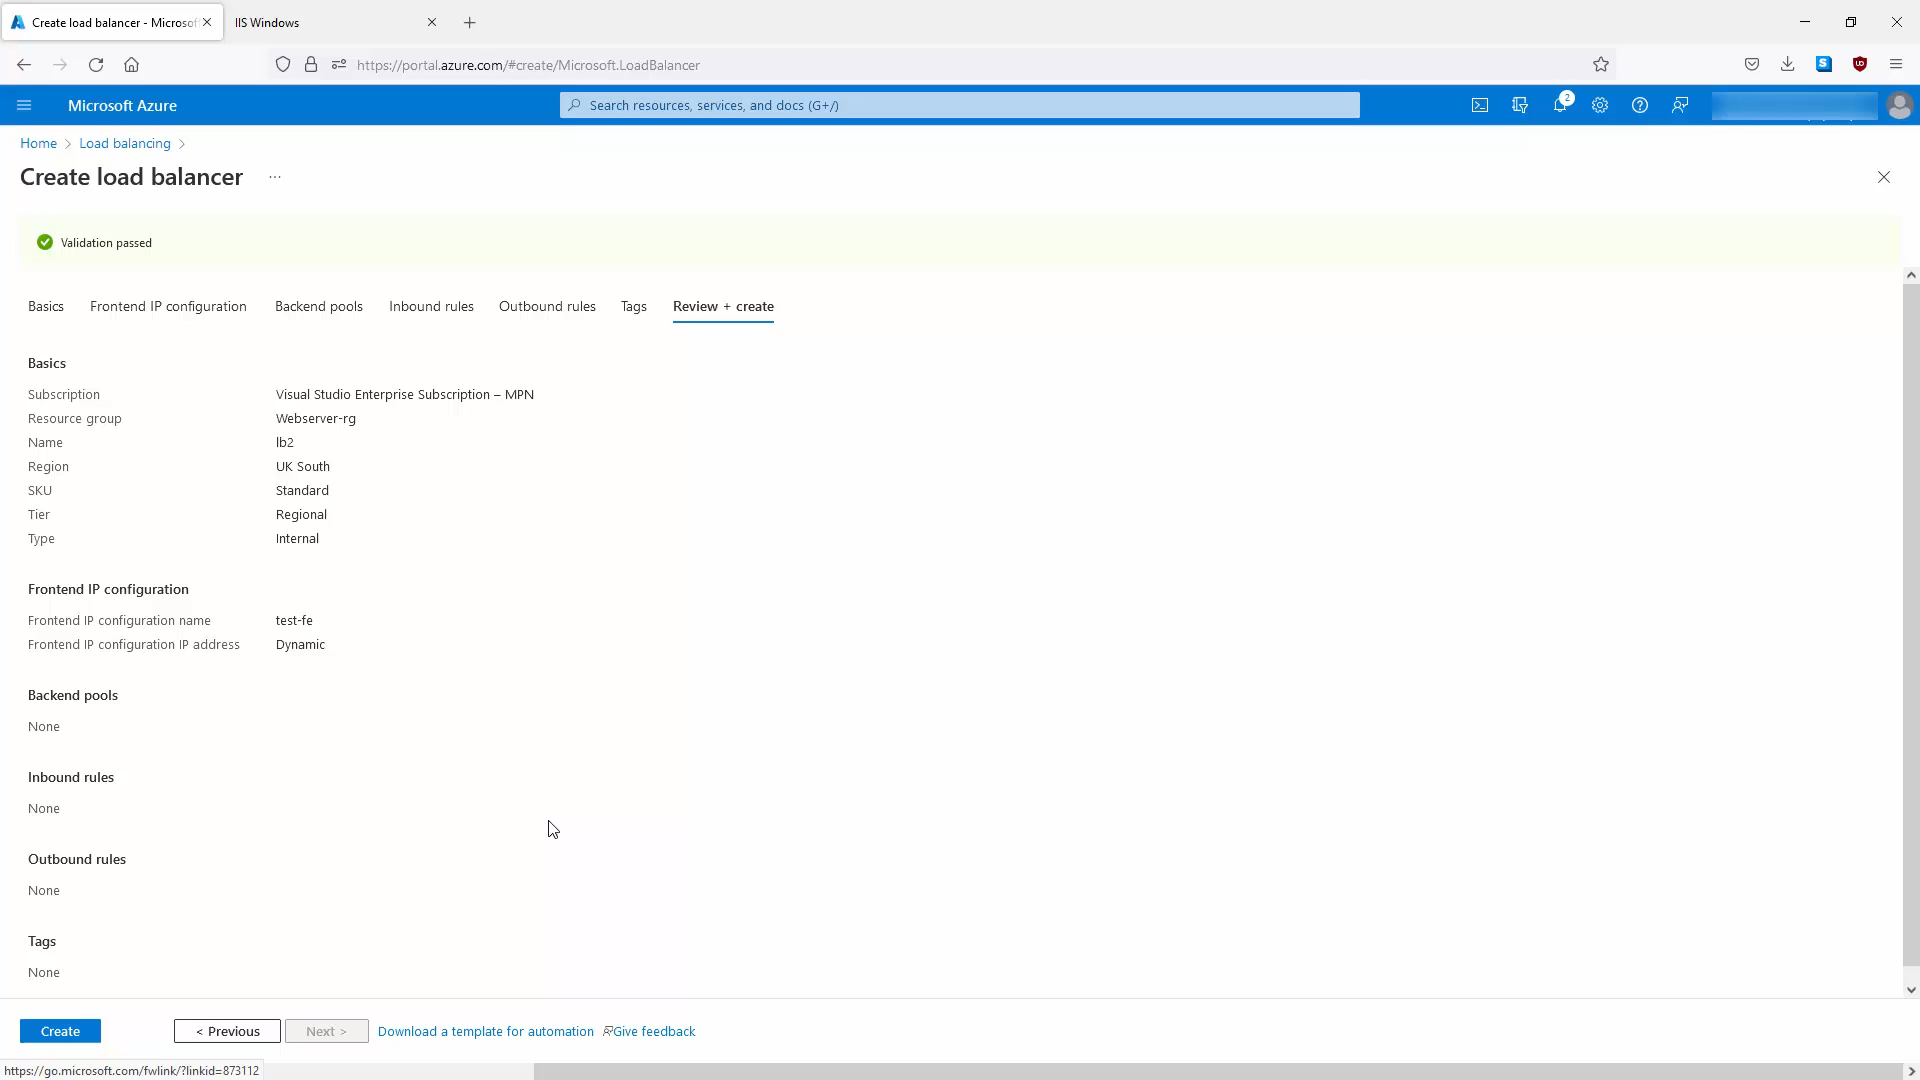 Create load balancer - Microsof
IIS Windows
https://portal.azure.com/#create/Microsoft.LoadBalancer
Microsoft Azure
Search resources, services, and docs (G+/)
2
Home > Load balancing >
Create load balancer ...
Validation passed
Basics Frontend IP configuration Backend pools Inbound rules Outbound rules Tags Review + create
Basics
Subscription Visual Studio Enterprise Subscription – MPN
Resource group Webserver-rg
Name lb2
Region UK South
SKU Standard
Tier Regional
Type Internal
Frontend IP configuration
Frontend IP configuration name test-fe
Frontend IP configuration IP address Dynamic
Backend pools
None
Inbound rules
None
Outbound rules
None
Tags
None
Create < Previous Next > Download a template for automation Give feedback
https://go.microsoft.com/fwlink/?linkid=873112